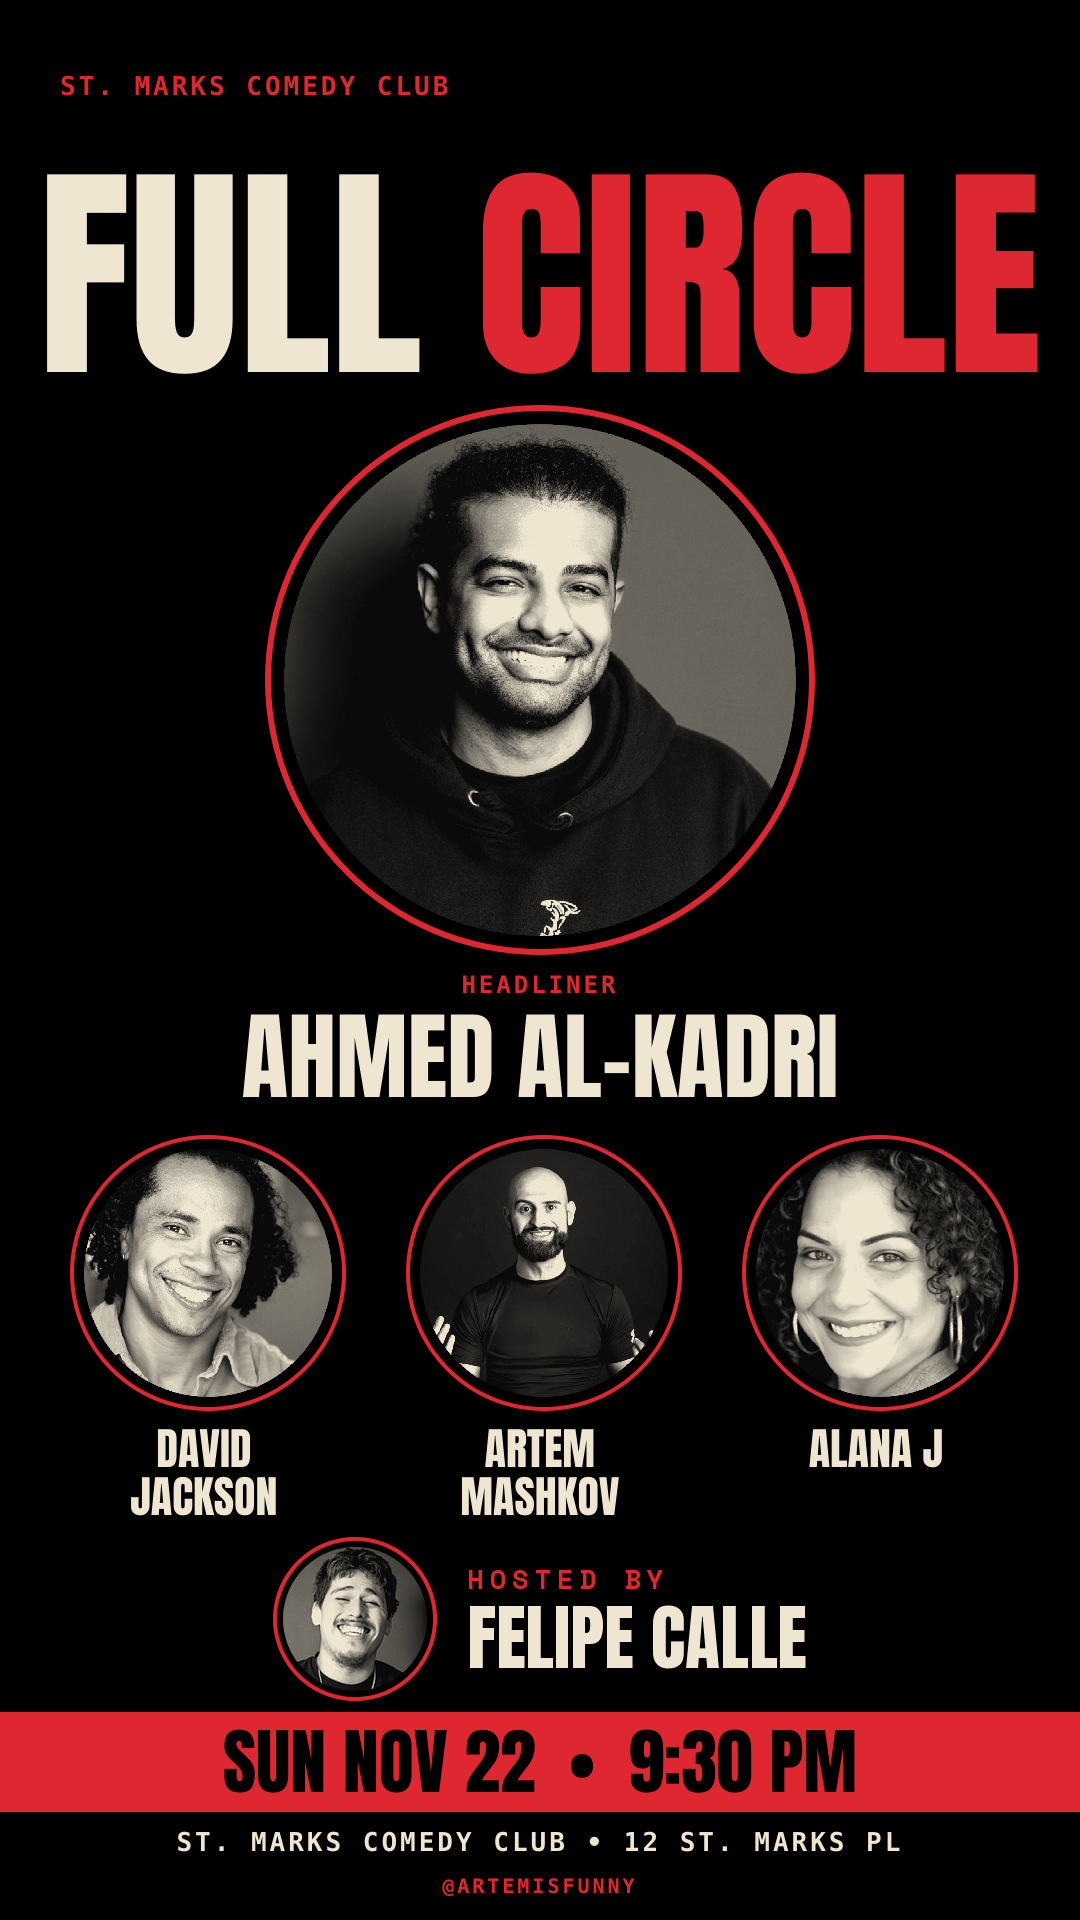 ST. MARKS COMEDY CLUB
FULL CIRCLE
HEADLINER
AHMED AL-KADRI
DAVID
JACKSON
ARTEM
MASHKOV
ALANA J
HOSTED BY
FELIPE CALLE
SUN NOV 22 • 9:30 PM
ST. MARKS COMEDY CLUB • 12 ST. MARKS PL
@ARTEMISFUNNY